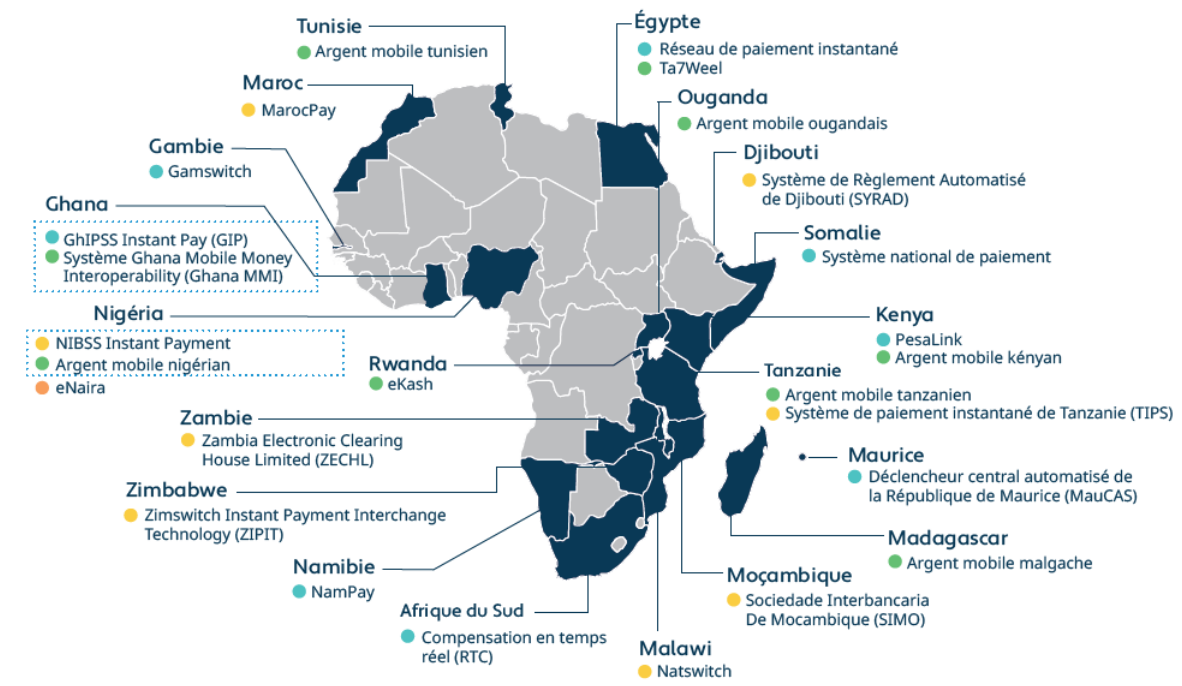 Tunisie
Argent mobile tunisien
Maroc
MarocPay
Gambie
Gamswitch
Ghana
GhIPSS Instant Pay (GIP)
Système Ghana Mobile Money
Interoperability (Ghana MMI)
Nigéria
NIBSS Instant Payment
Argent mobile nigérian
eNaira
Rwanda
eKash
Zambie
Zambia Electronic Clearing
House Limited (ZECHL)
Zimbabwe
Zimswitch Instant Payment Interchange
Technology (ZIPIT)
Namibie
NamPay
Afrique du Sud
Compensation en temps
réel (RTC)
Égypte
Réseau de paiement instantané
Ta7Weel
Ouganda
Argent mobile ougandais
Djibouti
Système de Règlement Automatisé
de Djibouti (SYRAD)
Somalie
Système national de paiement
Kenya
PesaLink
Argent mobile kényan
Tanzanie
Argent mobile tanzanien
Système de paiement instantané de Tanzanie (TIPS)
Maurice
Déclencheur central automatisé de
la République de Maurice (MauCAS)
Madagascar
Argent mobile malgache
Moçambique
Sociedade Interbancaria
De Mocambique (SIMO)
Malawi
Natswitch